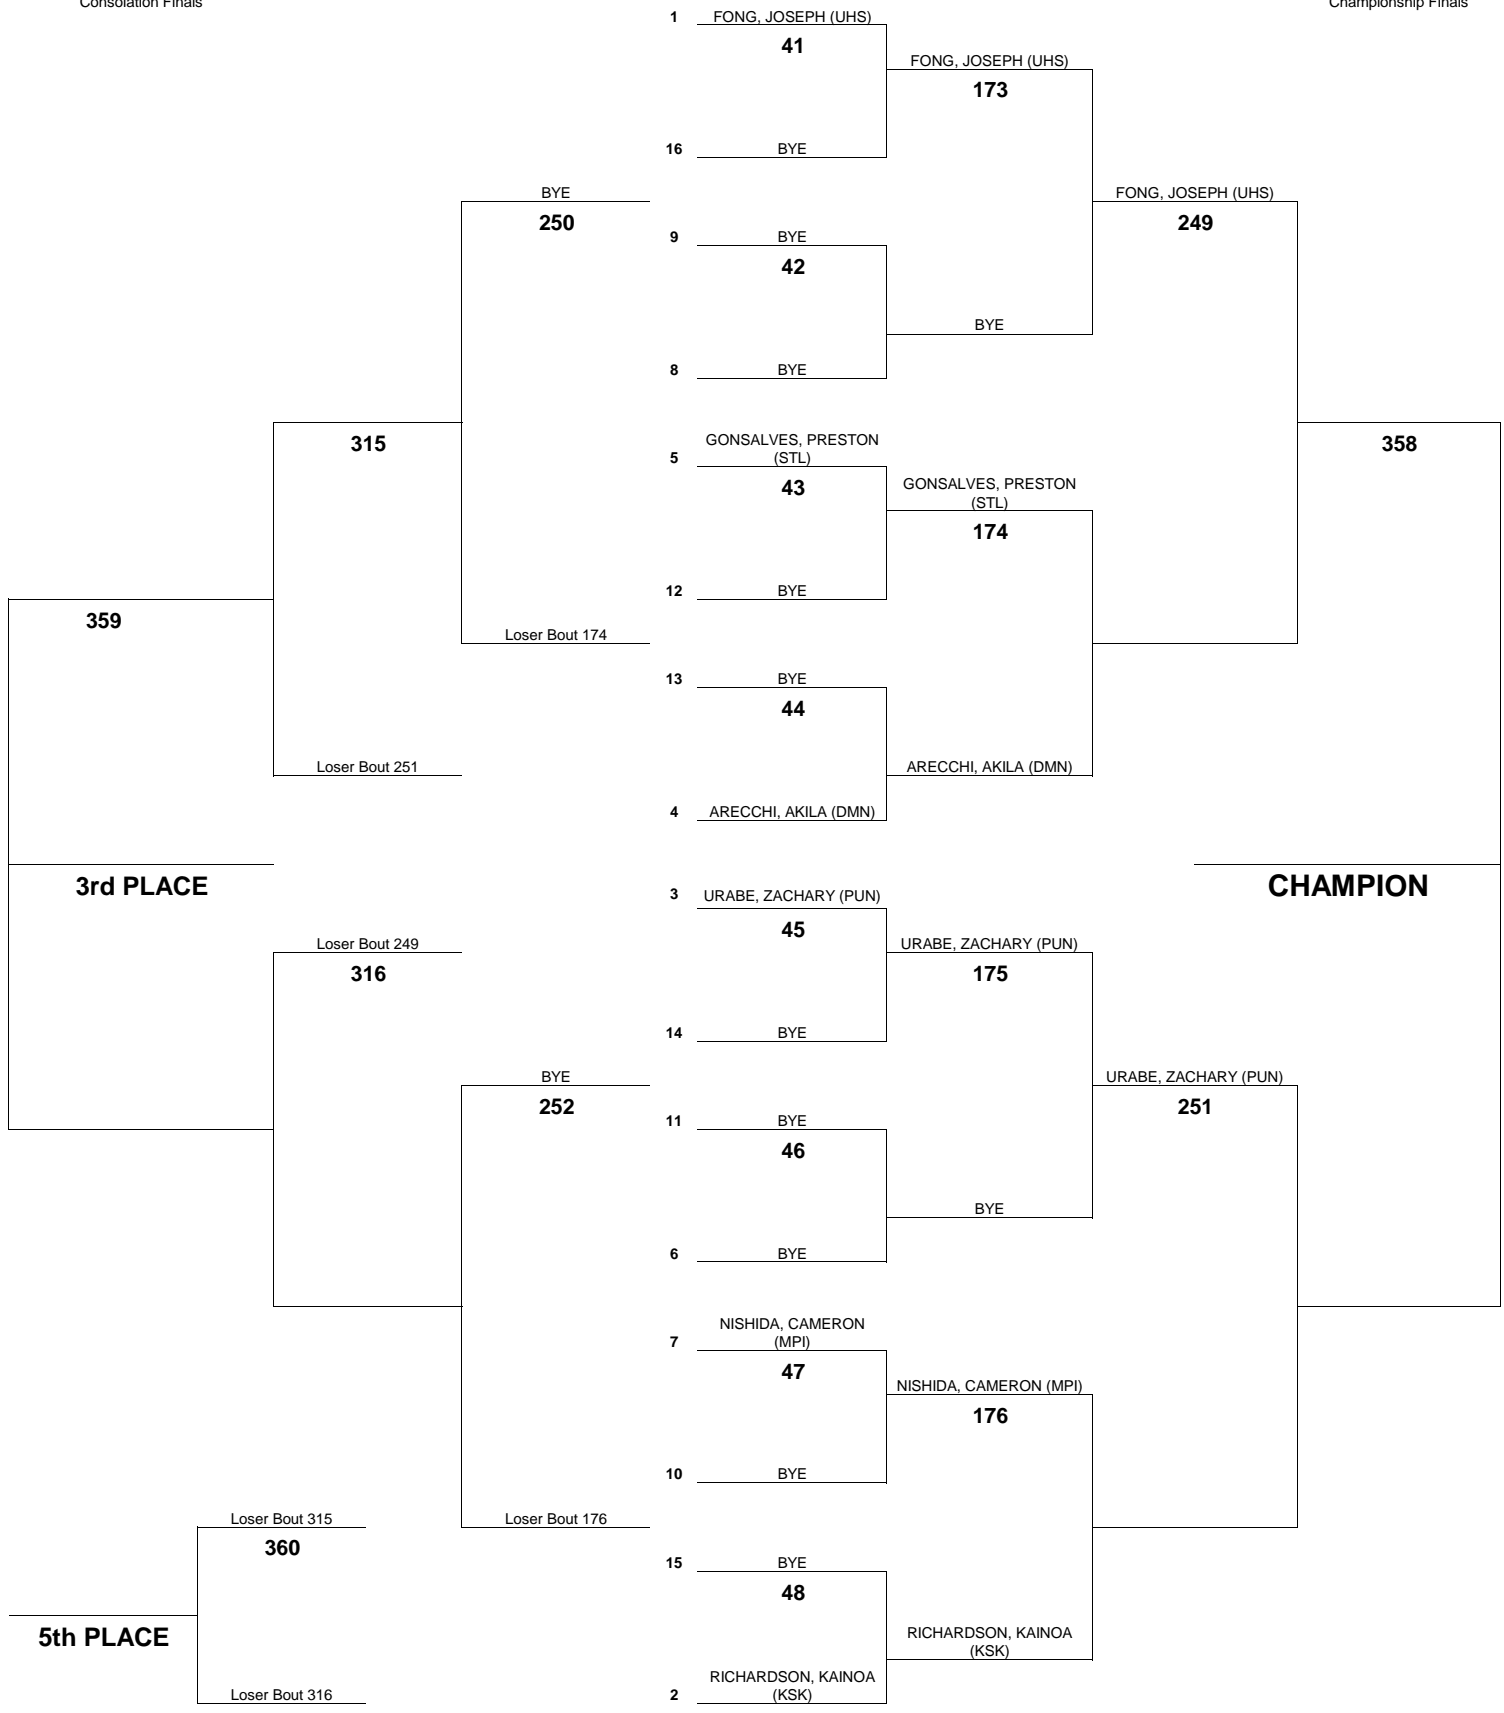 Consolation Finals
Championship Finals
1 FONG, JOSEPH (UHS)
41
FONG, JOSEPH (UHS)
173
16 BYE
BYE
FONG, JOSEPH (UHS)
250
249
9 BYE
42
BYE
8 BYE
315
358
GONSALVES, PRESTON
5 (STL)
43
GONSALVES, PRESTON
(STL)
174
12 BYE
359
Loser Bout 174
13 BYE
44
Loser Bout 251
ARECCHI, AKILA (DMN)
4 ARECCHI, AKILA (DMN)
3rd PLACE
CHAMPION
3 URABE, ZACHARY (PUN)
45
Loser Bout 249
URABE, ZACHARY (PUN)
316
175
14 BYE
BYE
URABE, ZACHARY (PUN)
252
251
11 BYE
46
BYE
6 BYE
NISHIDA, CAMERON
7 (MPI)
47
NISHIDA, CAMERON (MPI)
176
10 BYE
Loser Bout 315
Loser Bout 176
360
15 BYE
48
5th PLACE
RICHARDSON, KAINOA
(KSK)
RICHARDSON, KAINOA
2 (KSK)
Loser Bout 316